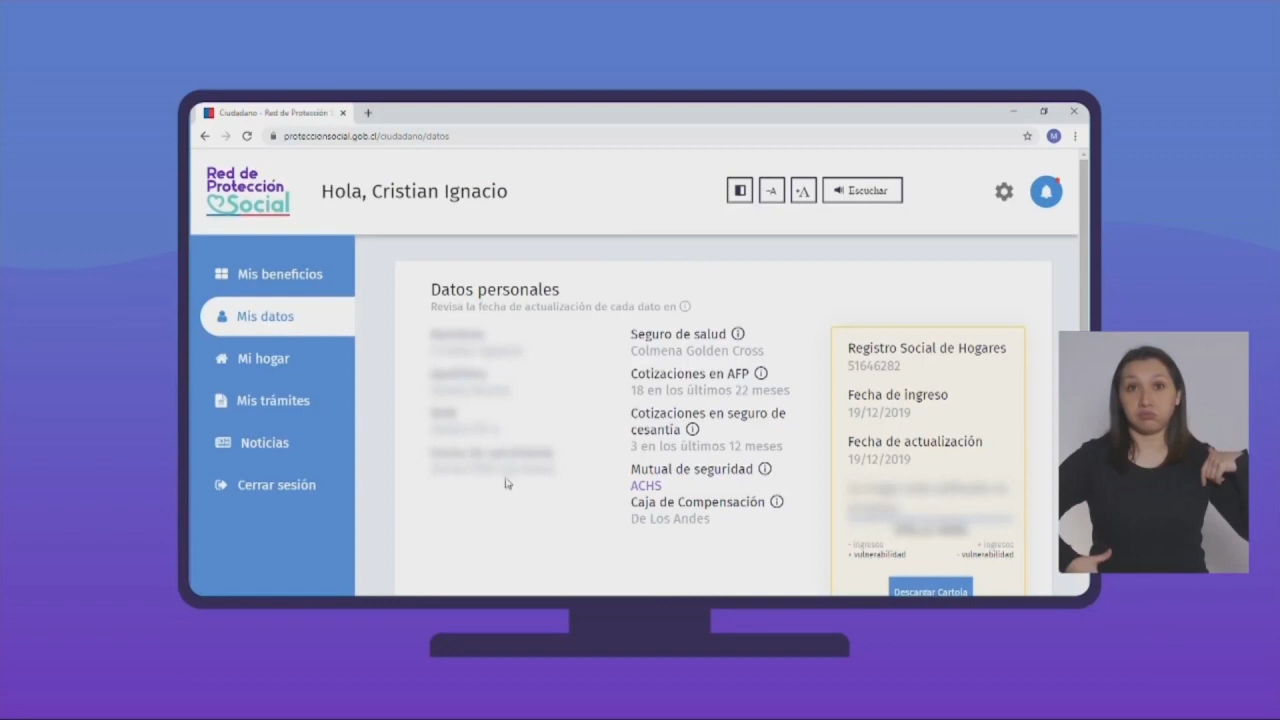 Ciudadano - Red de Protección
proteccionsocial.gob.cl/ciudadano/datos
M
Red de
Protección
Social
Hola, Cristian Ignacio
-A
+A
Escuchar
Mis beneficios
Mis datos
Mi hogar
Mis trámites
Noticias
Cerrar sesión
Datos personales
Revisa la fecha de actualización de cada dato en
Seguro de salud
Colmena Golden Cross
Cotizaciones en AFP
18 en los últimos 22 meses
Cotizaciones en seguro de
cesantía
3 en los últimos 12 meses
Mutual de seguridad
ACHS
Caja de Compensación
De Los Andes
Registro Social de Hogares
51646282
Fecha de ingreso
19/12/2019
Fecha de actualización
19/12/2019
- ingresos + ingresos
+ vulnerabilidad - vulnerabilidad
Descargar Cartola